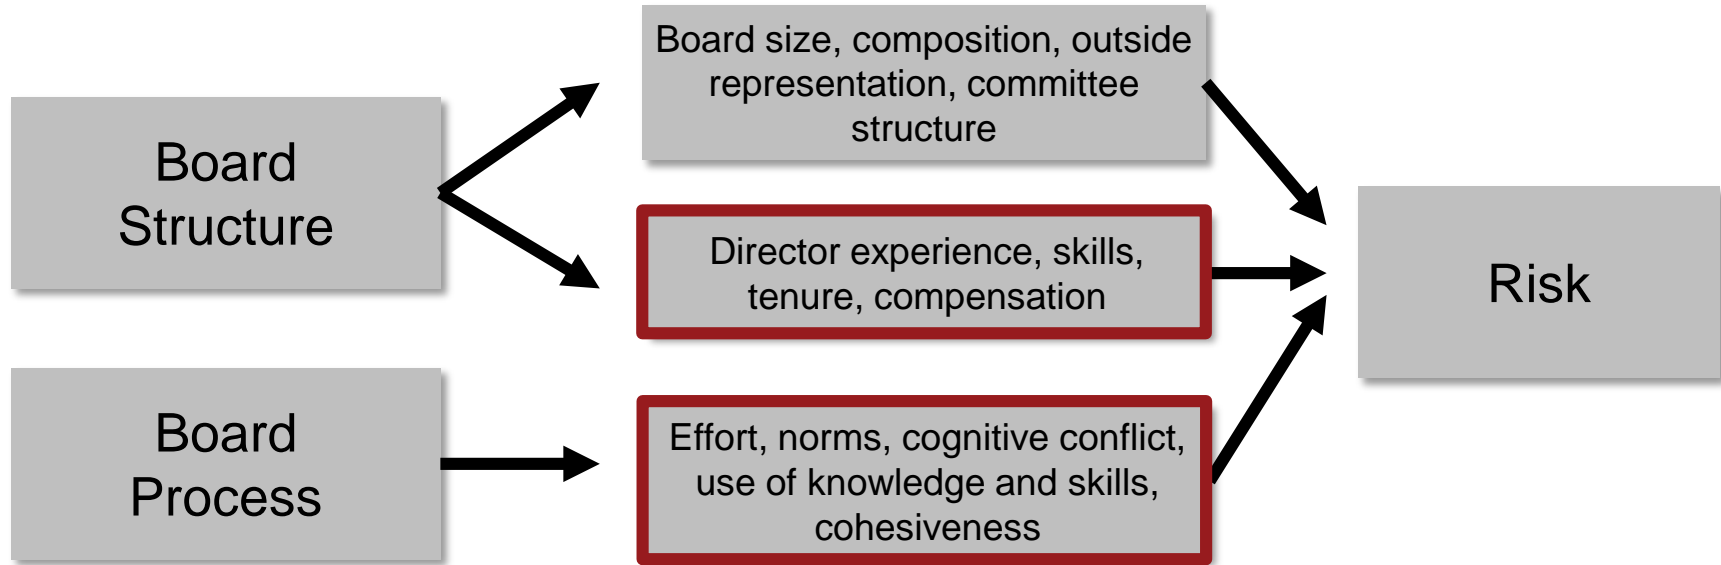 Board
Structure
Board size, composition, outside
representation, committee
structure
Director experience, skills,
tenure, compensation
Risk
Board
Process
Effort, norms, cognitive conflict,
use of knowledge and skills,
cohesiveness